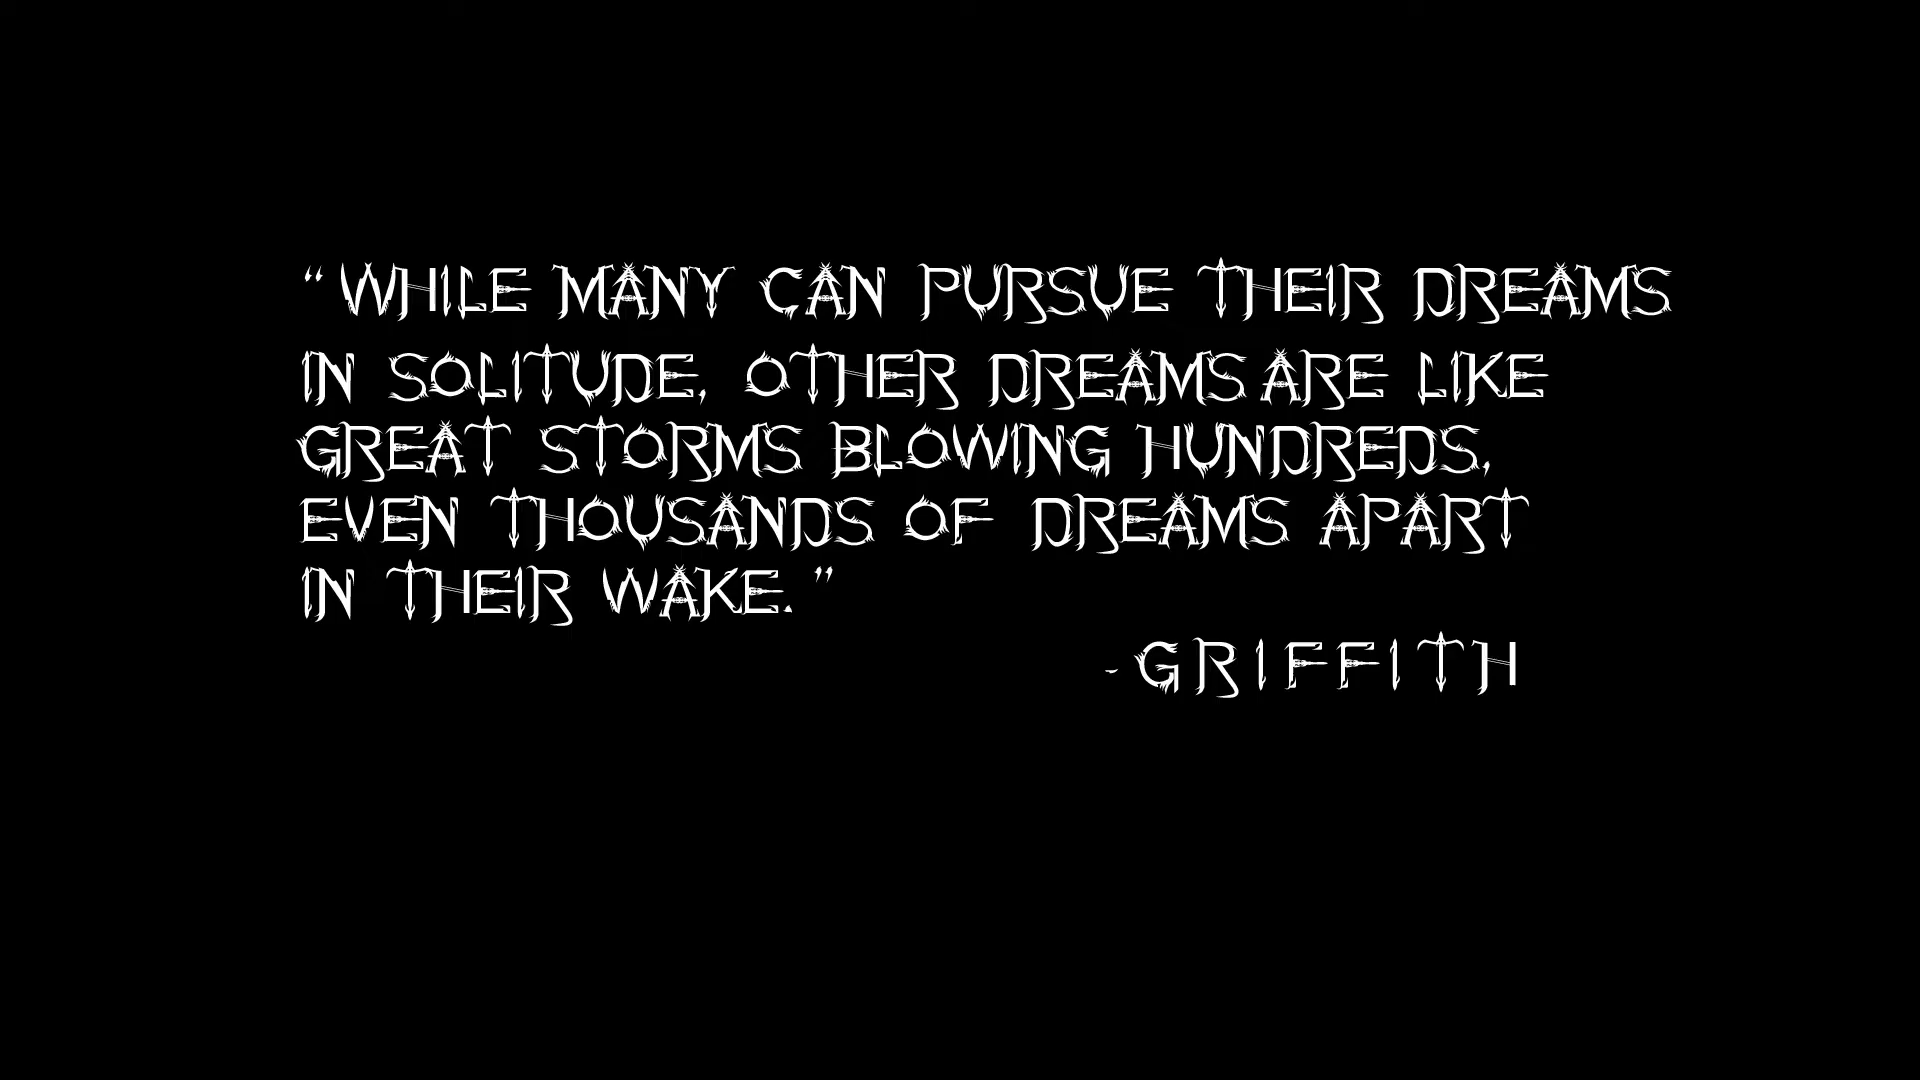 “WHILE MANY CAN PURSUE THEIR DREAMS
IN SOLITUDE, OTHER DREAMS ARE LIKE
GREAT STORMS BLOWING HUNDREDS,
EVEN THOUSANDS OF DREAMS APART
IN THEIR WAKE.”
-GRIFFITH